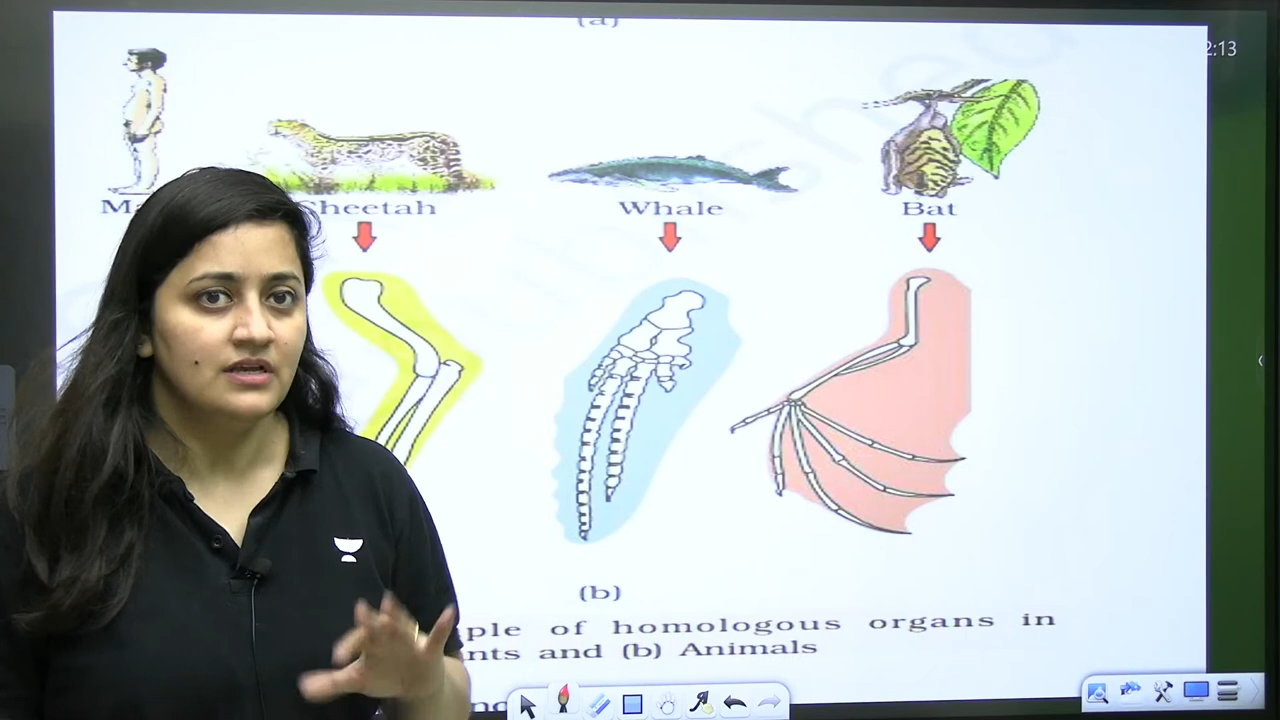 (a)
2:13
Cheetah Whale Bat
(b)
ple of homologous organs in
nts and (b) Animals